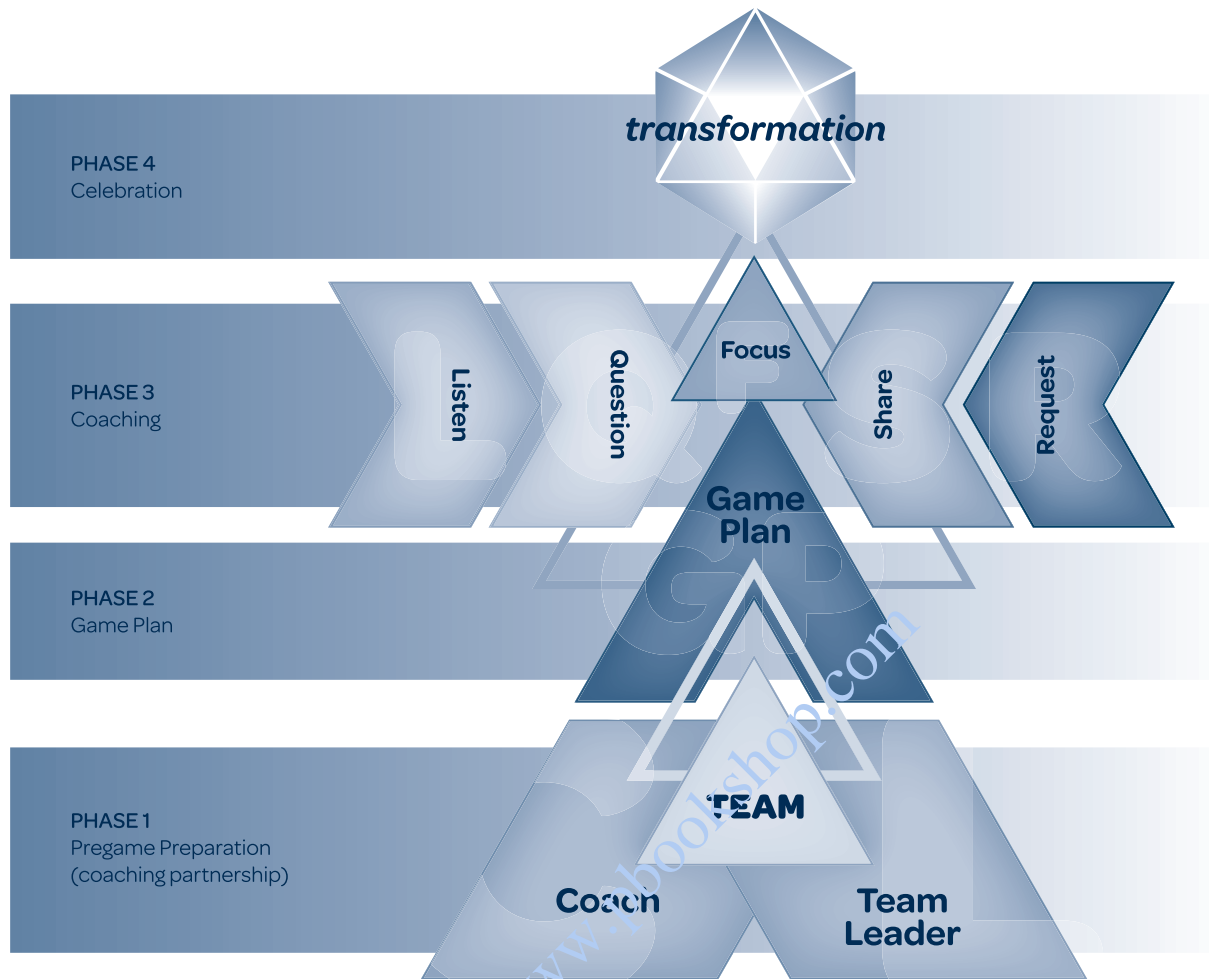 transformation
PHASE 4
Celebration
PHASE 3
Coaching
Listen
Question
Focus
Share
Request
L
Q
F
S
R
Game
Plan
GP
PHASE 2
Game Plan
PHASE 1
Pregame Preparation
(coaching partnership)
TEAM
C
L
Coach
Team
Leader
www.pbookshop.com